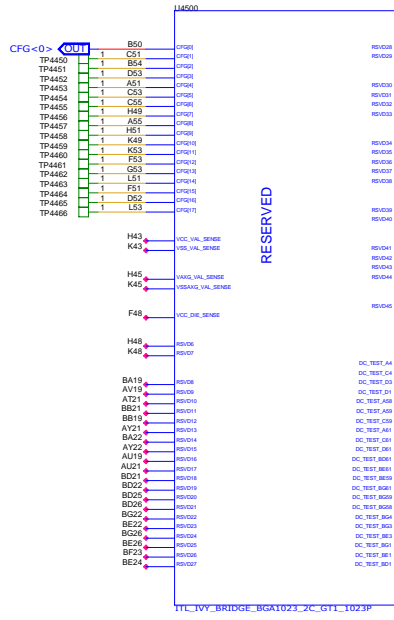 U4500
CFG<0> OUT B50 CFG[0] RSVD28
TP4450 1 C51 CFG[1] RSVD29
TP4451 1 B54 CFG[2]
TP4452 1 D53 CFG[3]
TP4453 1 A51 CFG[4] RSVD30
TP4454 1 C53 CFG[5] RSVD31
TP4455 1 C55 CFG[6] RSVD32
TP4456 1 H49 CFG[7] RSVD33
TP4457 1 A55 CFG[8]
TP4458 1 H51 CFG[9]
TP4459 1 K49 CFG[10] RSVD34
TP4460 1 K53 CFG[11] RSVD35
TP4461 1 F53 CFG[12] RSVD36
TP4462 1 G53 CFG[13] RSVD37
TP4463 1 L51 CFG[14] RSVD38
TP4464 1 F51 CFG[15]
TP4465 1 D52 CFG[16]
TP4466 1 L53 CFG[17] RSVD39
RSVD40
RESERVED
H43 VCC_VAL_SENSE
K43 VSS_VAL_SENSE RSVD41
RSVD42
RSVD43
H45 VAXG_VAL_SENSE RSVD44
K45 VSSAXG_VAL_SENSE
RSVD45
F48 VCC_DIE_SENSE
H48 RSVD6
K48 RSVD7
DC_TEST_A4
DC_TEST_C4
BA19 RSVD8 DC_TEST_D3
AV19 RSVD9 DC_TEST_D1
AT21 RSVD10 DC_TEST_A58
BB21 RSVD11 DC_TEST_A59
BB19 RSVD12 DC_TEST_C59
AY21 RSVD13 DC_TEST_A61
BA22 RSVD14 DC_TEST_C61
AY22 RSVD15 DC_TEST_D61
AU19 RSVD16 DC_TEST_BD61
AU21 RSVD17 DC_TEST_BE61
BD21 RSVD18 DC_TEST_BE59
BD22 RSVD19 DC_TEST_BG61
BD25 RSVD20 DC_TEST_BG59
BD26 RSVD21 DC_TEST_BG58
BG22 RSVD22 DC_TEST_BG4
BE22 RSVD23 DC_TEST_BG3
BG26 RSVD24 DC_TEST_BE3
BE26 RSVD25 DC_TEST_BG1
BF23 RSVD26 DC_TEST_BE1
BE24 RSVD27 DC_TEST_BD1
ITL_IVY_BRIDGE_BGA1023_2C_GT1_1023P